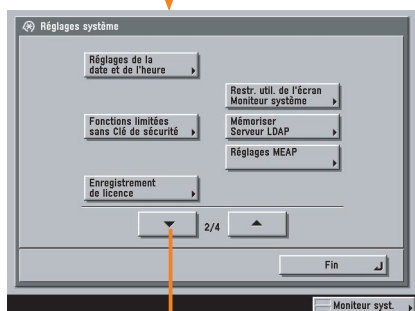 Réglages système
Réglages de la
date et de l'heure
Restr. util. de l'écran
Moniteur système
Fonctions limitées
sans Clé de sécurité
Mémoriser
Serveur LDAP
Réglages MEAP
Enregistrement
de licence
2/4
Fin
Moniteur syst.